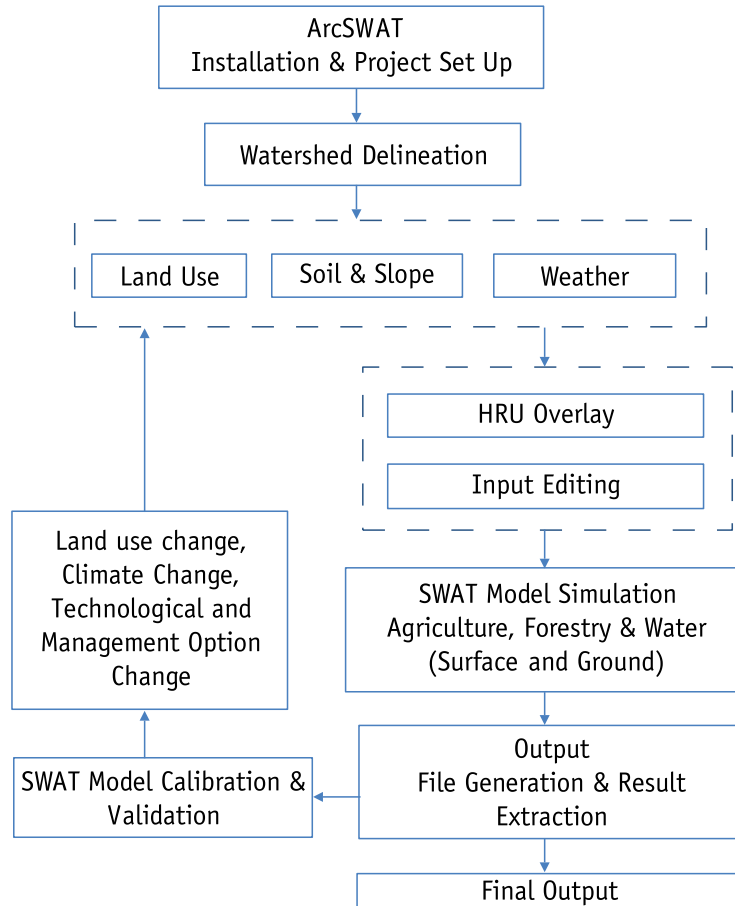 ArcSWAT
Installation & Project Set Up
Watershed Delineation
Land Use
Soil & Slope
Weather
HRU Overlay
Input Editing
Land use change,
Climate Change,
Technological and
Management Option
Change
SWAT Model Simulation
Agriculture, Forestry & Water
(Surface and Ground)
SWAT Model Calibration &
Validation
Output
File Generation & Result
Extraction
Final Output